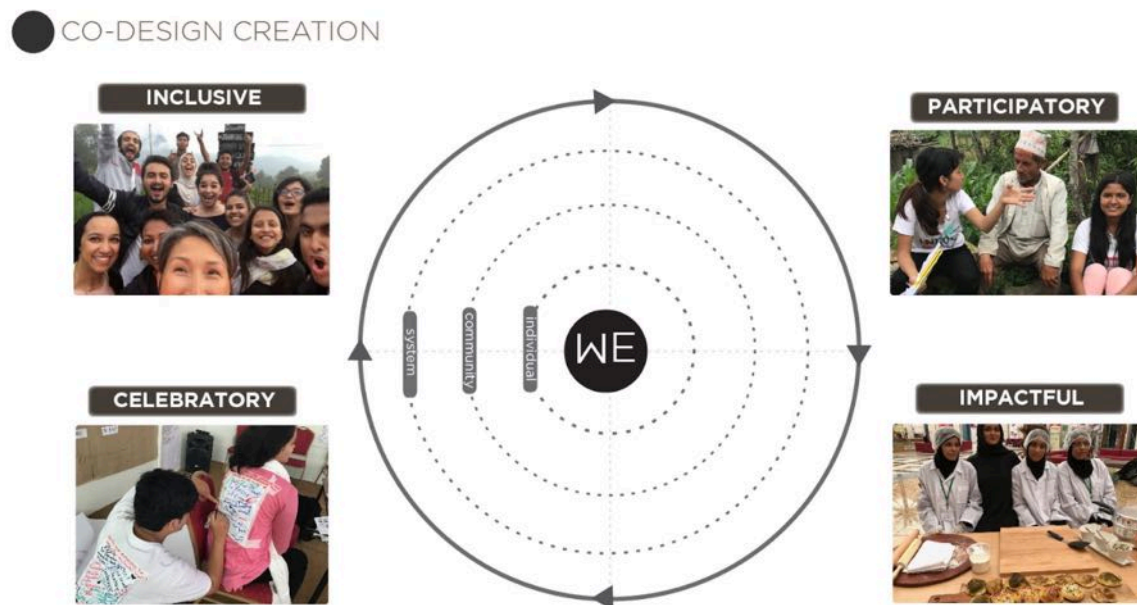 CO-DESIGN CREATION
INCLUSIVE
PARTICIPATORY
system
community
individual
WE
CELEBRATORY
IMPACTFUL